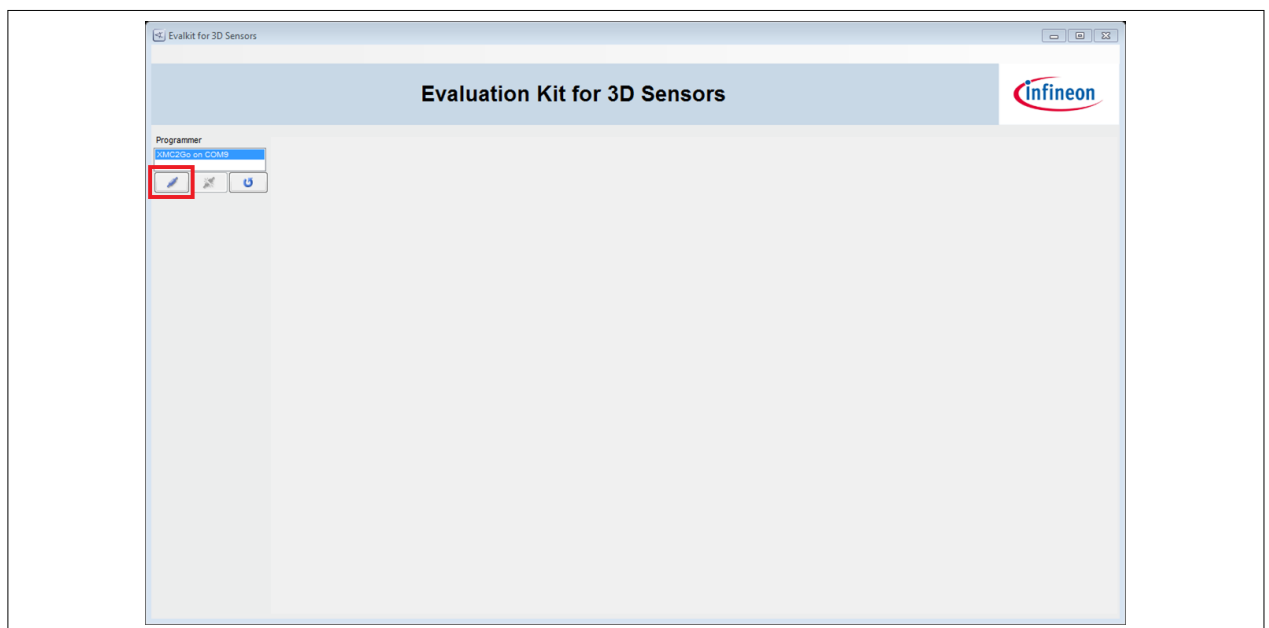 Evalkit for 3D Sensors
Evaluation Kit for 3D Sensors
infineon
Programmer
XMC2Go on COM9